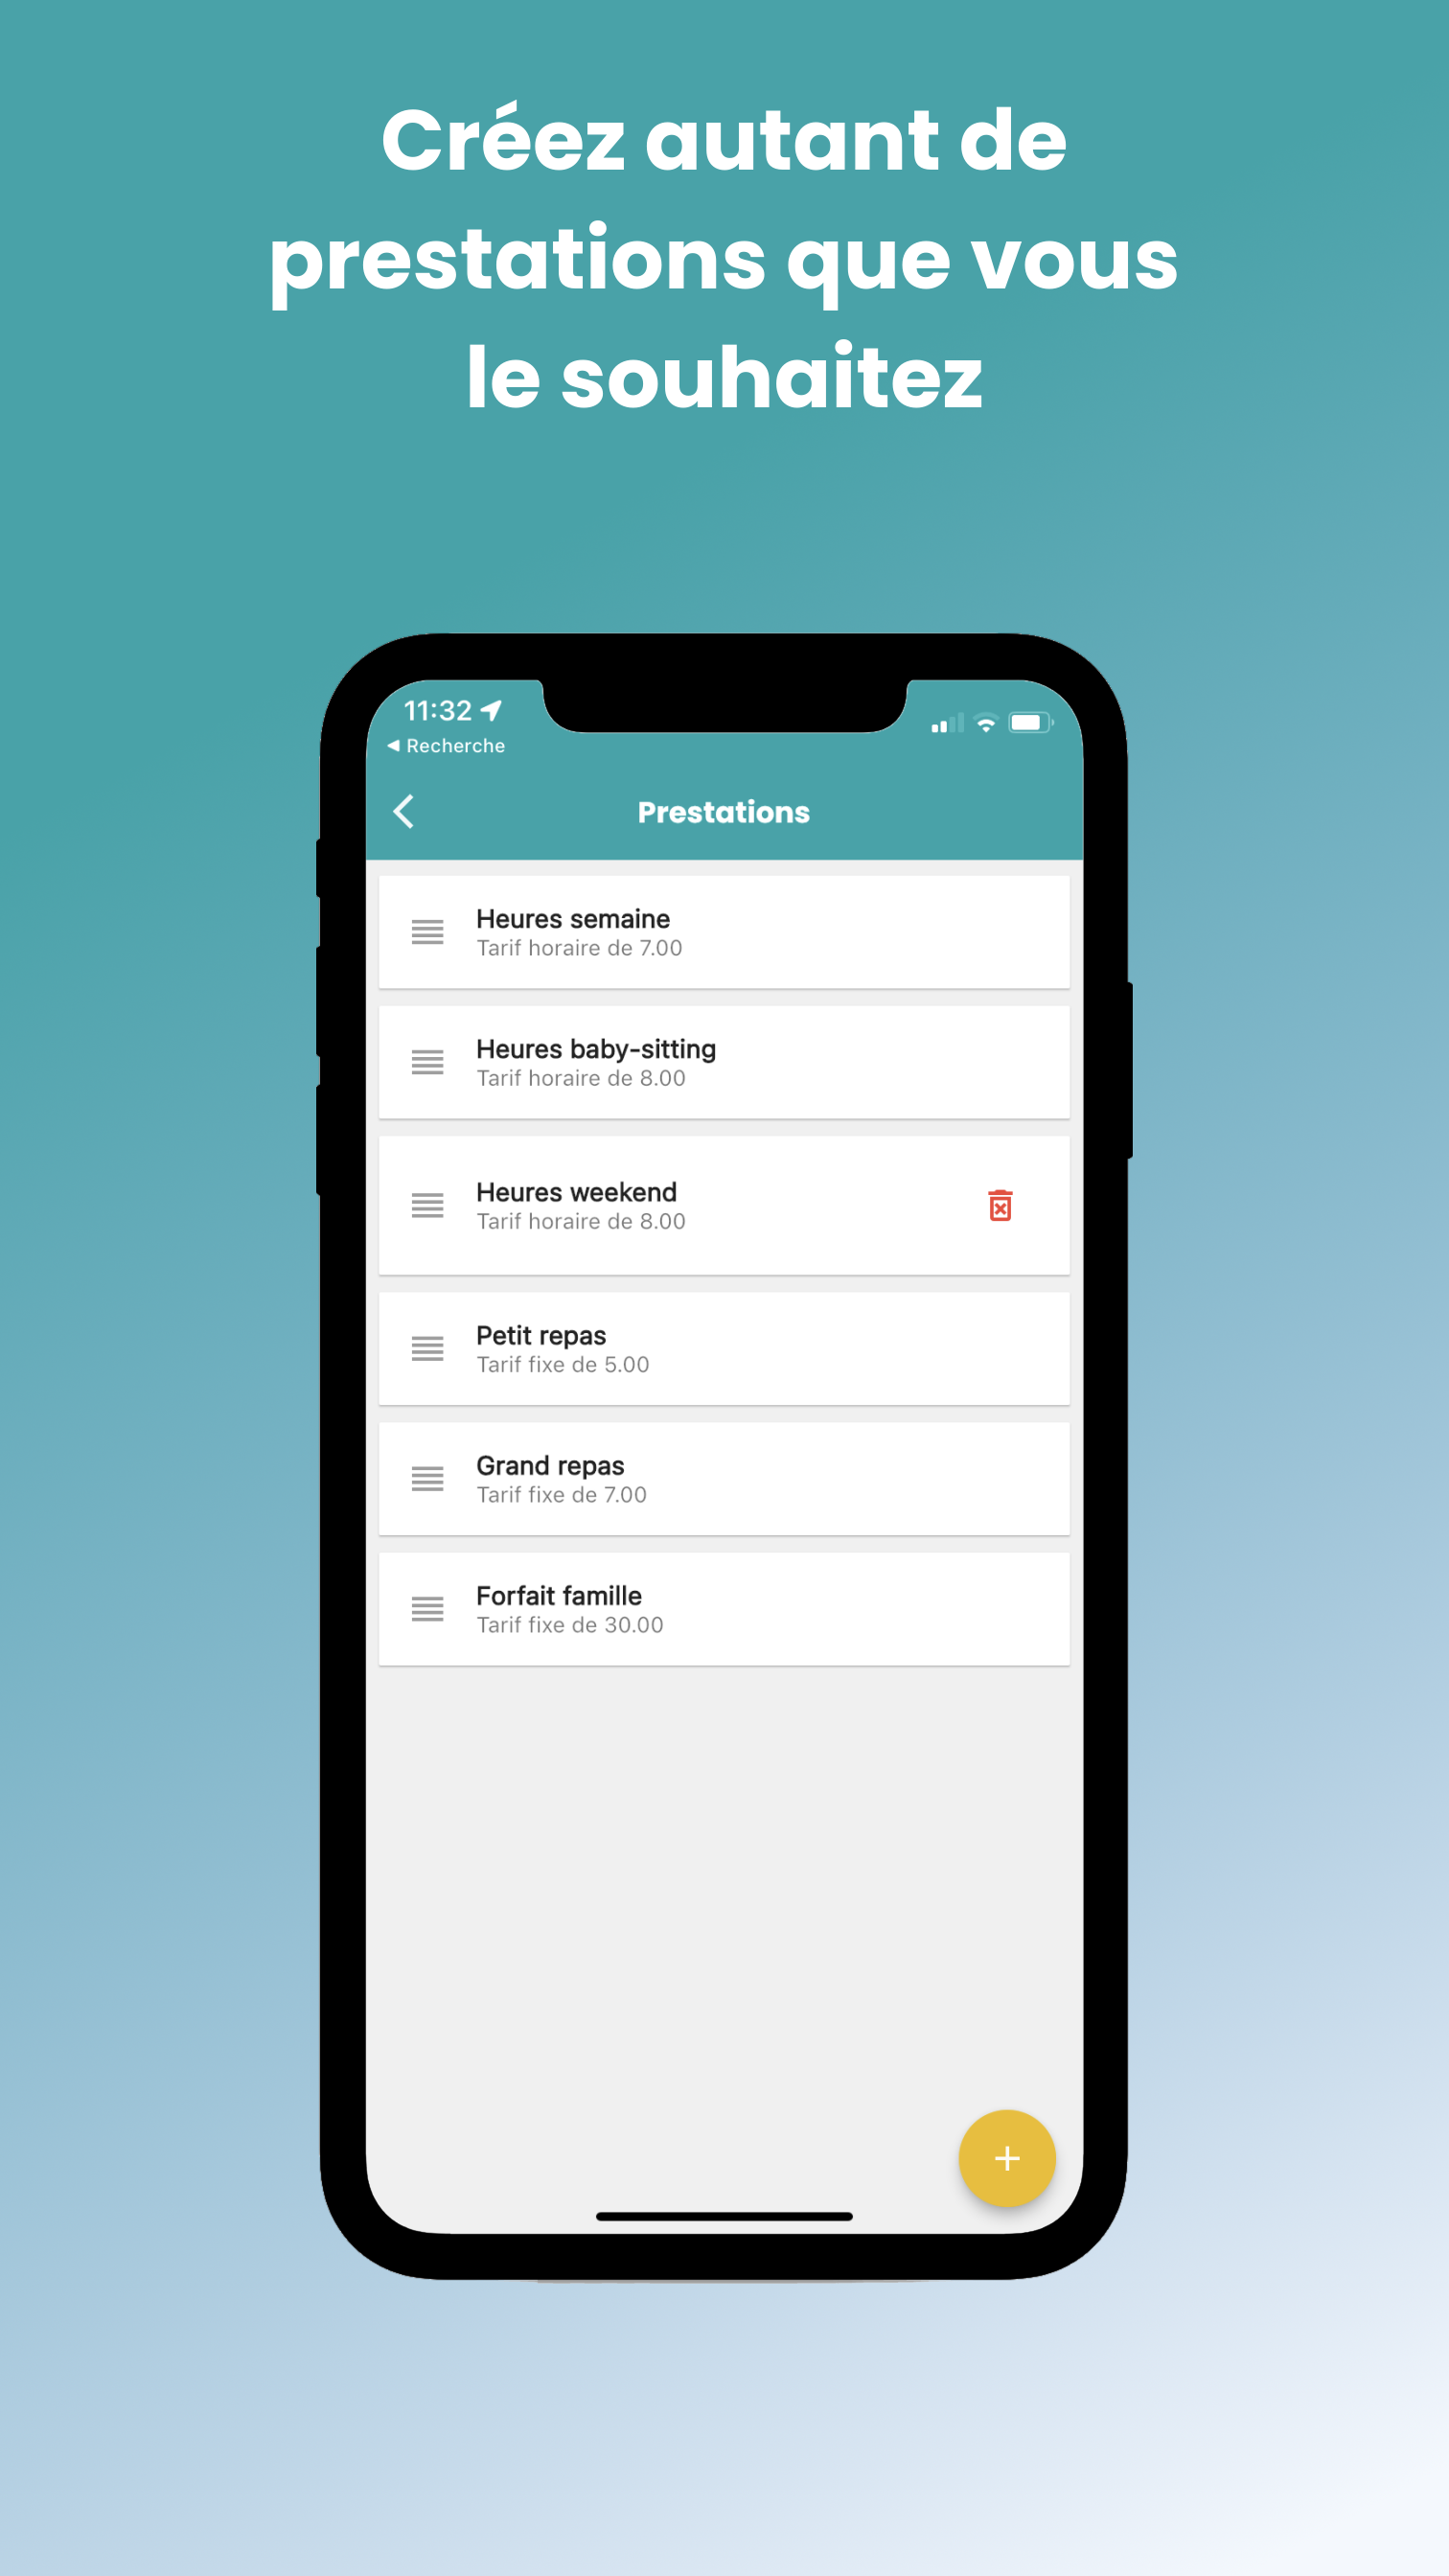 Créez autant de
prestations que vous
le souhaitez
11:32
Recherche
Prestations
Heures semaine
Tarif horaire de 7.00
Heures baby-sitting
Tarif horaire de 8.00
Heures weekend
Tarif horaire de 8.00
Petit repas
Tarif fixe de 5.00
Grand repas
Tarif fixe de 7.00
Forfait famille
Tarif fixe de 30.00